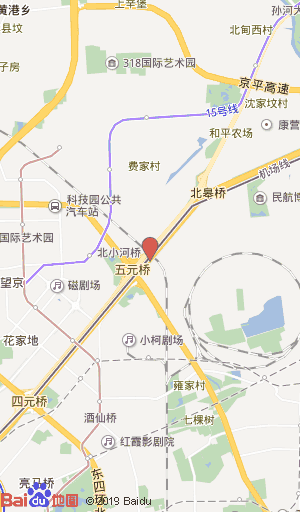 黄港乡
上辛堡
孙河
北甸西村
县坟
子房
318国际艺术园
京平高速
沈家坟村
15号线
康营
和平农场
费家村
机场线
科技园公共
汽车站
北皋桥
民航博
国际艺术园
北小河桥
五元桥
望京
磁剧场
花家地
小柯剧场
雍家村
四元桥
酒仙桥
七棵树
红霞影剧院
亮马桥
东四
Bai du 地图
© 2019 Baidu